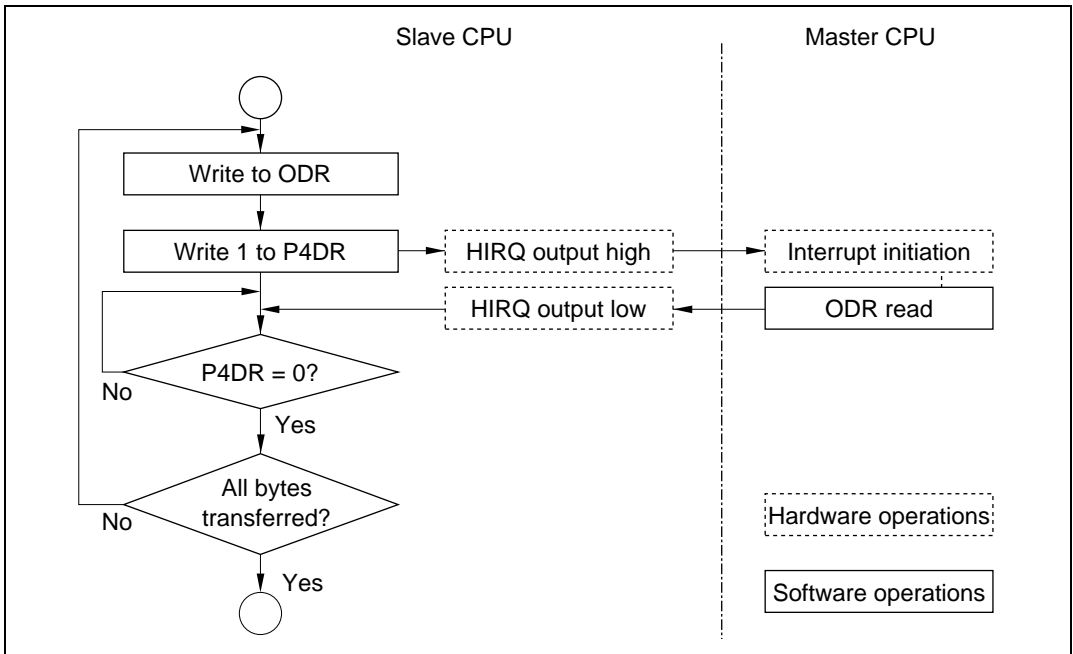 Slave CPU
Master CPU
Write to ODR
Write 1 to P4DR
HIRQ output high
Interrupt initiation
HIRQ output low
ODR read
P4DR = 0?
No
Yes
All bytes
transferred?
No
Yes
Hardware operations
Software operations